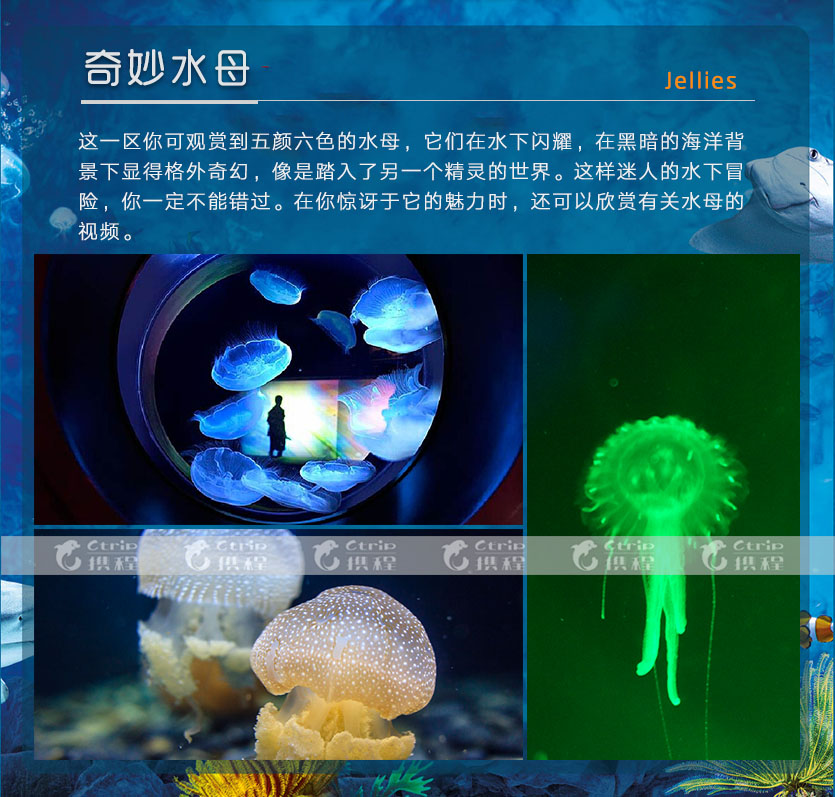 奇妙水母
Jellies
这一区你可观赏到五颜六色的水母，它们在水下闪耀，在黑暗的海洋背
景下显得格外奇幻，像是踏入了另一个精灵的世界。这样迷人的水下冒
险，你一定不能错过。在你惊讶于它的魅力时，还可以欣赏有关水母的
视频。
Ctrip Ctrip Ctrip Ctrip Ctrip Ctrip
携程 携程 携程 携程 携程 携程